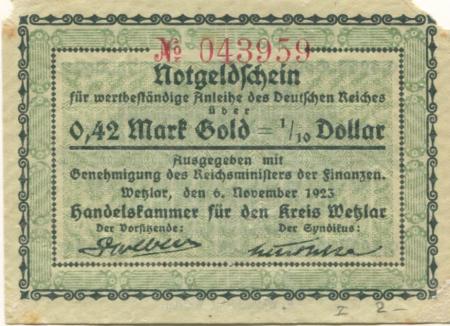 № 043959
Notgeldschein
für wertbeständige Anleihe des Deutschen Reiches
über
0,42 Mark Gold = 1/10 Dollar
Ausgegeben mit
Genehmigung des Reichsministers der Finanzen.
Wetzlar, den 6. November 1923
Handelskammer für den Kreis Wetzlar
Der Vorsitzende: Der Syndikus:
I 2-